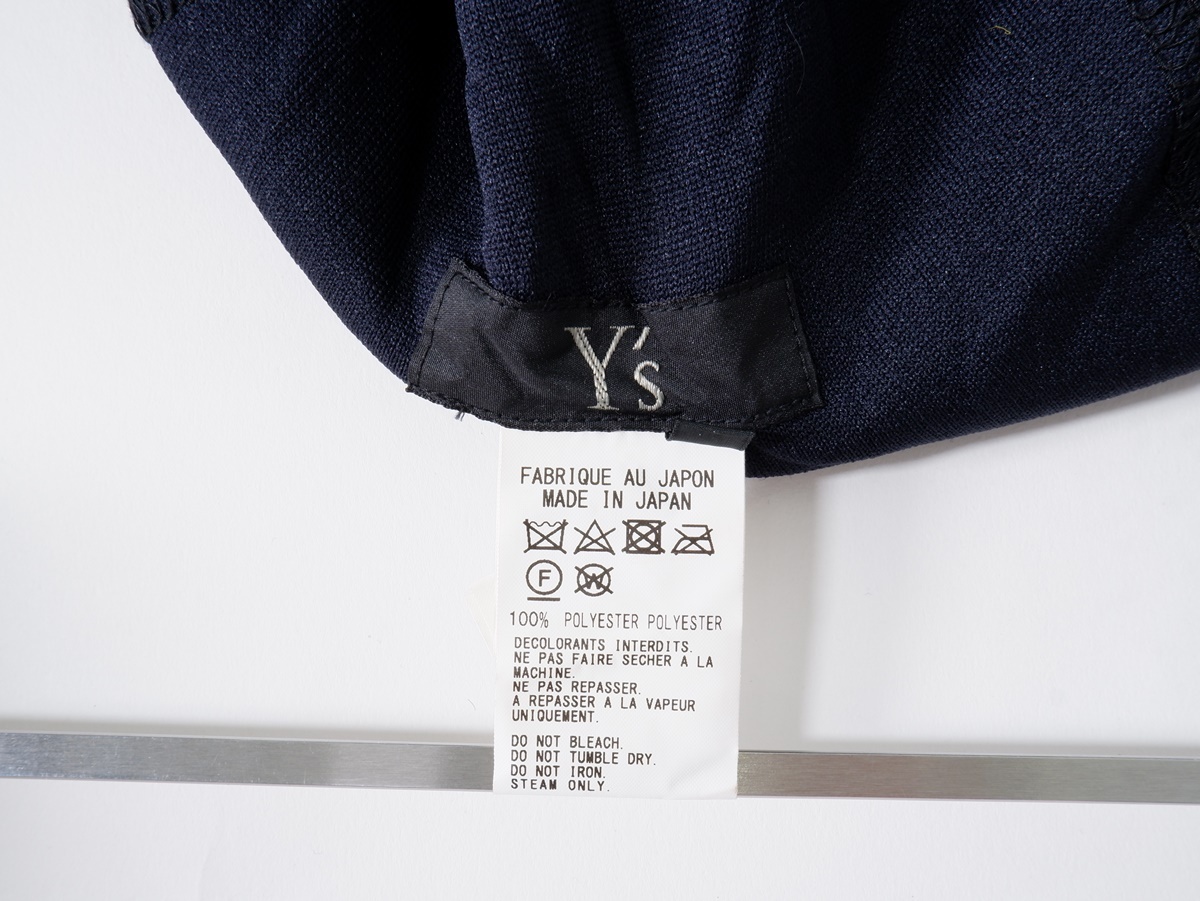 Y's
FABRIQUE AU JAPON
MADE IN JAPAN
F W
100% POLYESTER POLYESTER
DECOLORANTS INTERDITS.
NE PAS FAIRE SECHER A LA
MACHINE.
NE PAS REPASSER.
A REPASSER A LA VAPEUR
UNIQUEMENT.
DO NOT BLEACH.
DO NOT TUMBLE DRY.
DO NOT IRON.
STEAM ONLY.